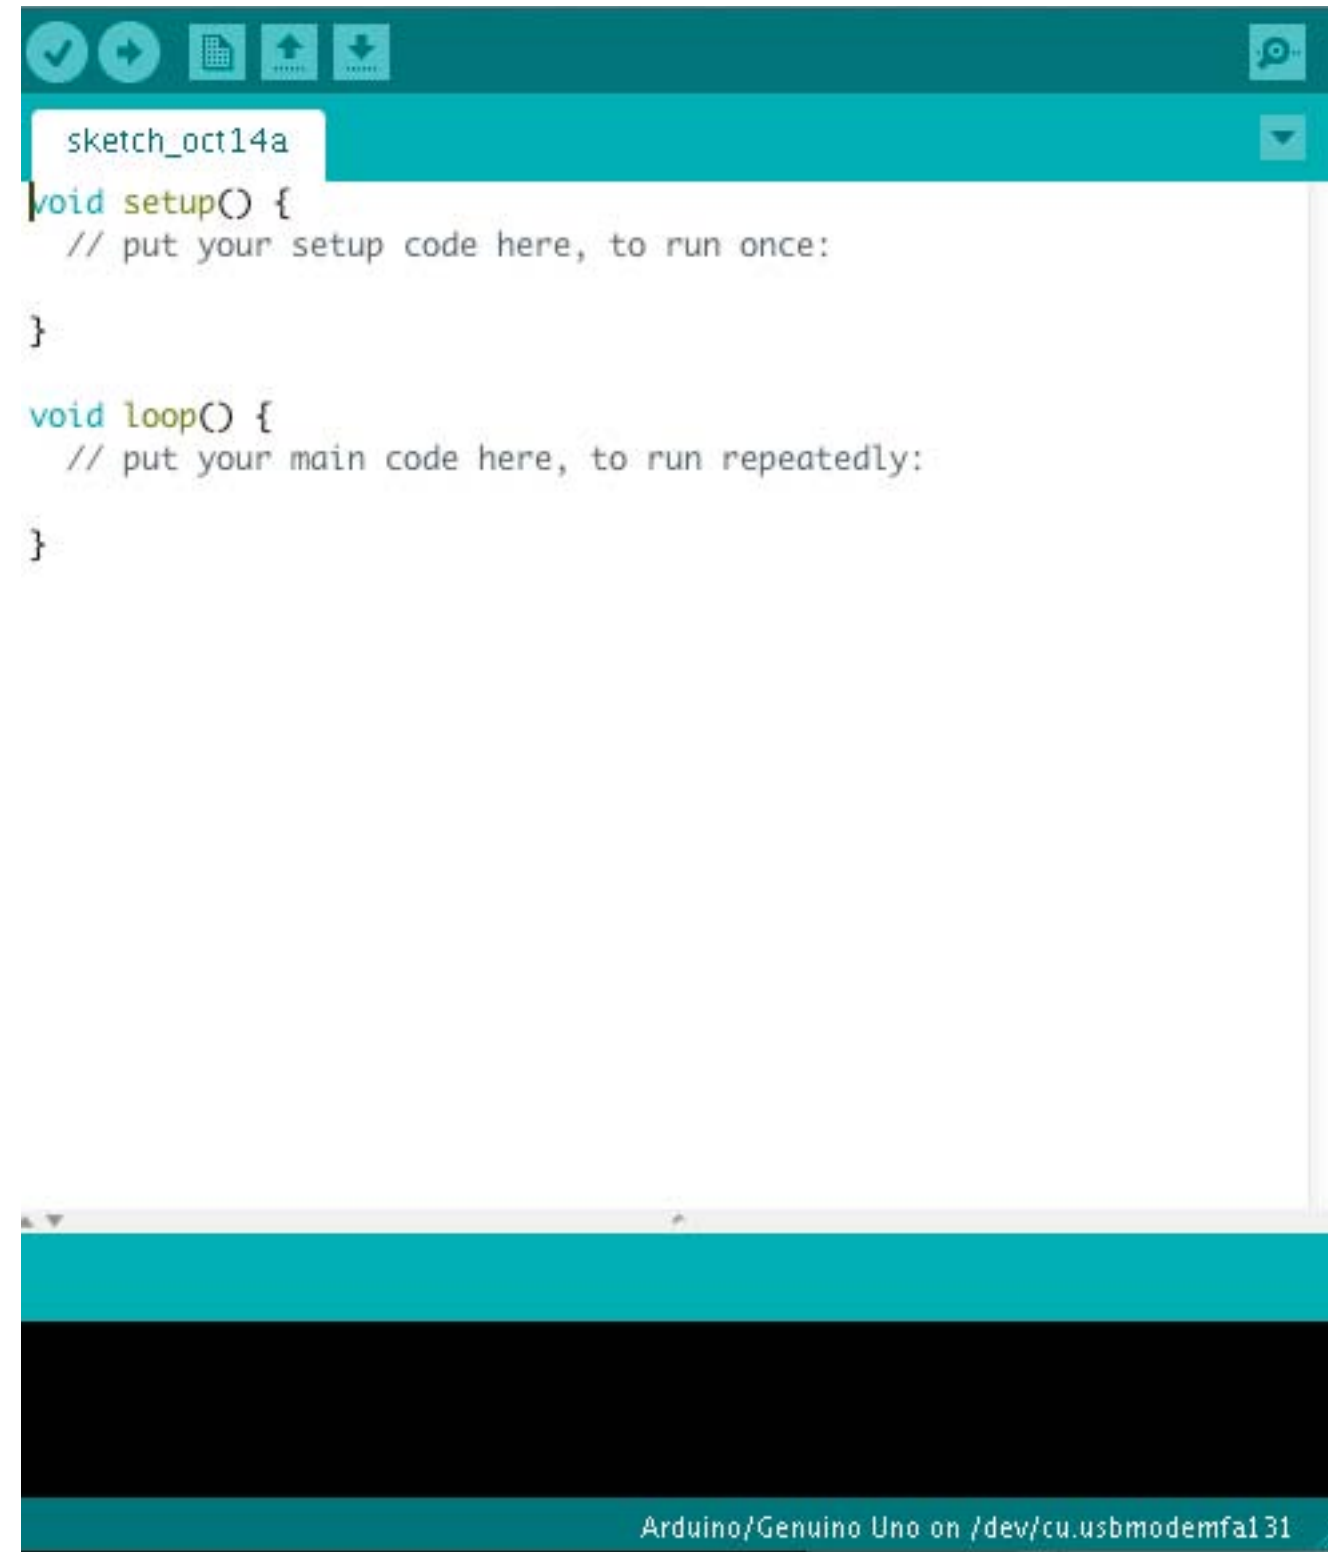 sketch_oct14a
void setup() {
  // put your setup code here, to run once:
}
void loop() {
  // put your main code here, to run repeatedly:
}
Arduino/Genuino Uno on /dev/cu.usbmodemfa131